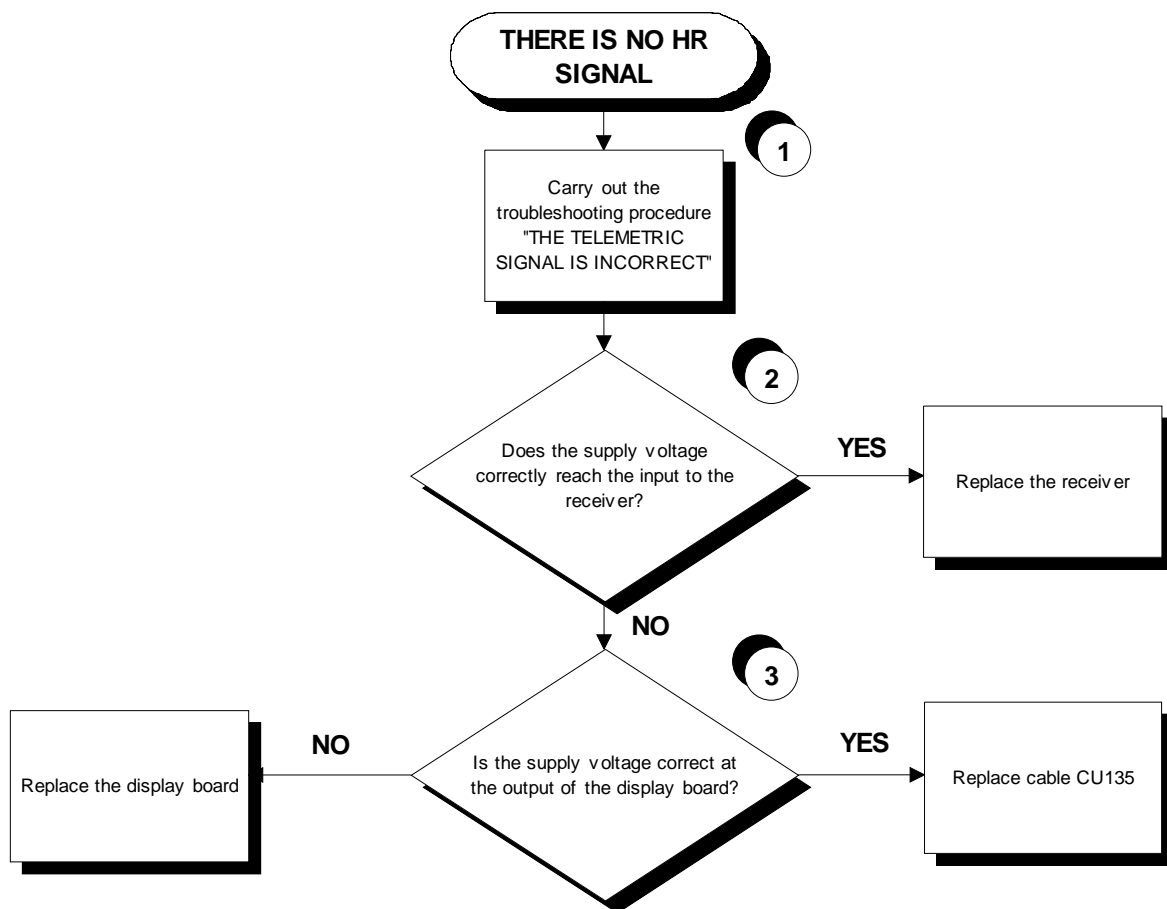 THERE IS NO HR
SIGNAL
1
Carry out the
troubleshooting procedure
"THE TELEMETRIC
SIGNAL IS INCORRECT"
2
Does the supply voltage
correctly reach the input to the
receiver?
YES
Replace the receiver
NO
3
Is the supply voltage correct at
the output of the display board?
NO
Replace the display board
YES
Replace cable CU135